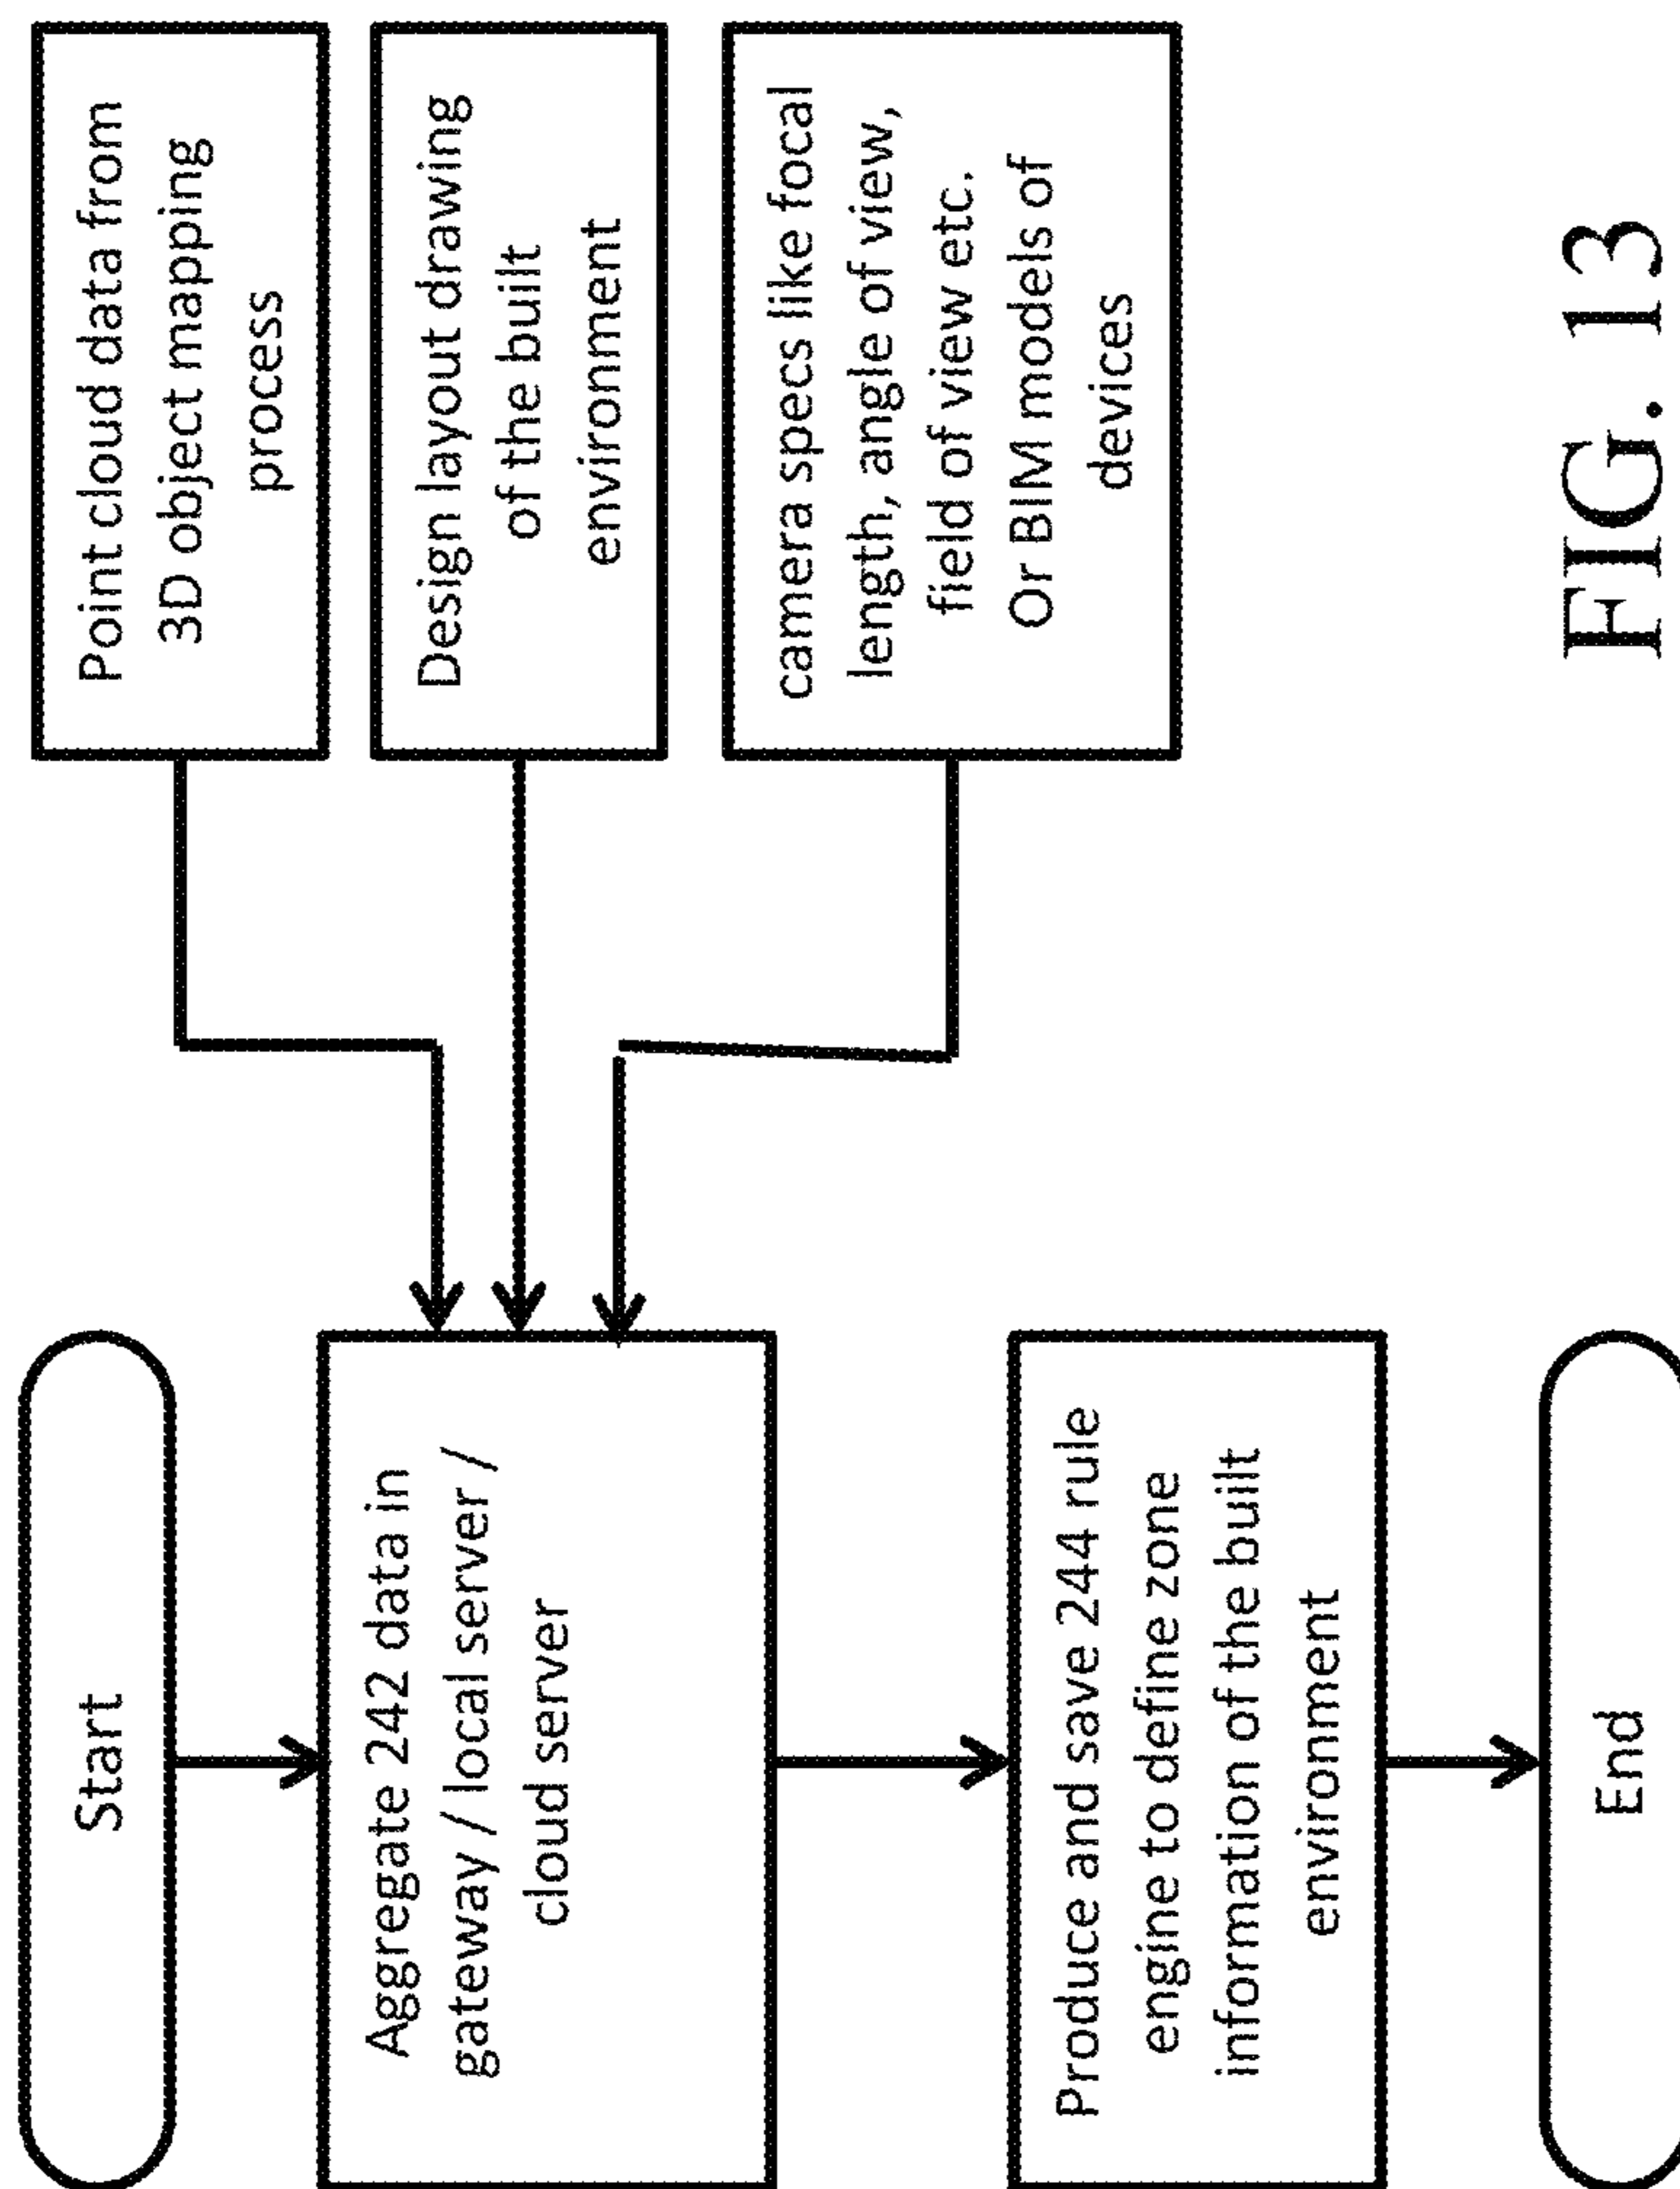 Start
Aggregate 242 data in
gateway / local server /
cloud server
Produce and save 244 rule
engine to define zone
information of the built
environment
End
Point cloud data from
3D object mapping
process
Design layout drawing
of the built
environment
camera specs like focal
length, angle of view,
field of view etc.
Or BIM models of
devices
FIG. 13